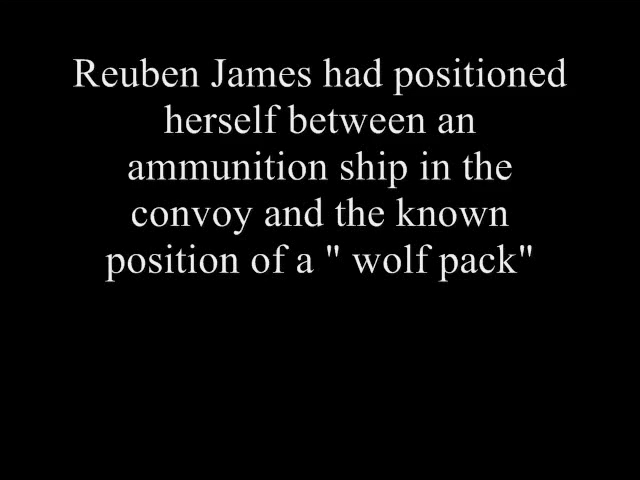 Reuben James had positioned
herself between an
ammunition ship in the
convoy and the known
position of a " wolf pack"